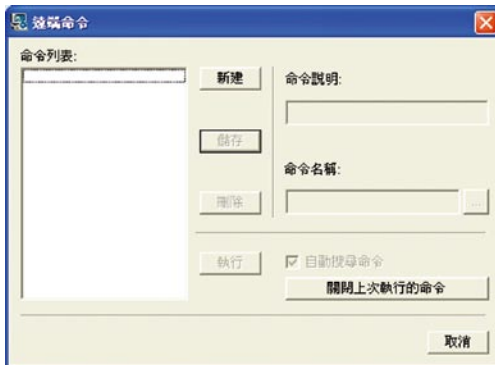 遠端命令
命令列表:
新建
命令説明:
儲存
命令名稱:
刪除
...
執行
自動搜尋命令
關閉上次執行的命令
取消